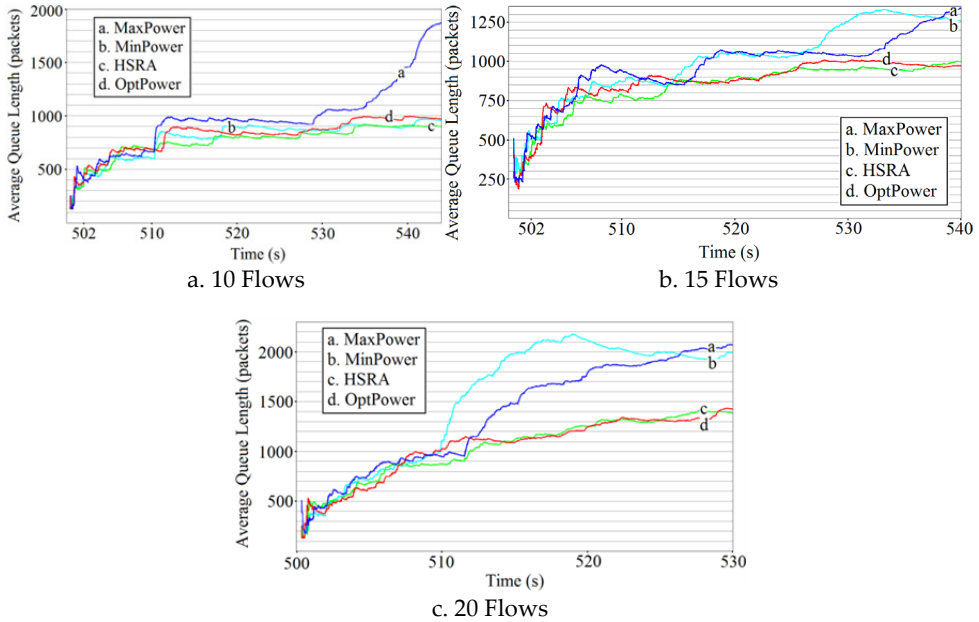 Average Queue Length (packets)
2000
1500
1000
500
a. MaxPower
b. MinPower
c. HSRA
d. OptPower
a
b
d
c
502
510
520
530
540
Time (s)
a. 10 Flows
Average Queue Length (packets)
1250
1000
750
500
250
a
b
d
c
a. MaxPower
b. MinPower
c. HSRA
d. OptPower
502
510
520
530
540
Time (s)
b. 15 Flows
Average Queue Length (packets)
2000
1500
1000
500
a. MaxPower
b. MinPower
c. HSRA
d. OptPower
a
b
c
d
500
510
520
530
Time (s)
c. 20 Flows